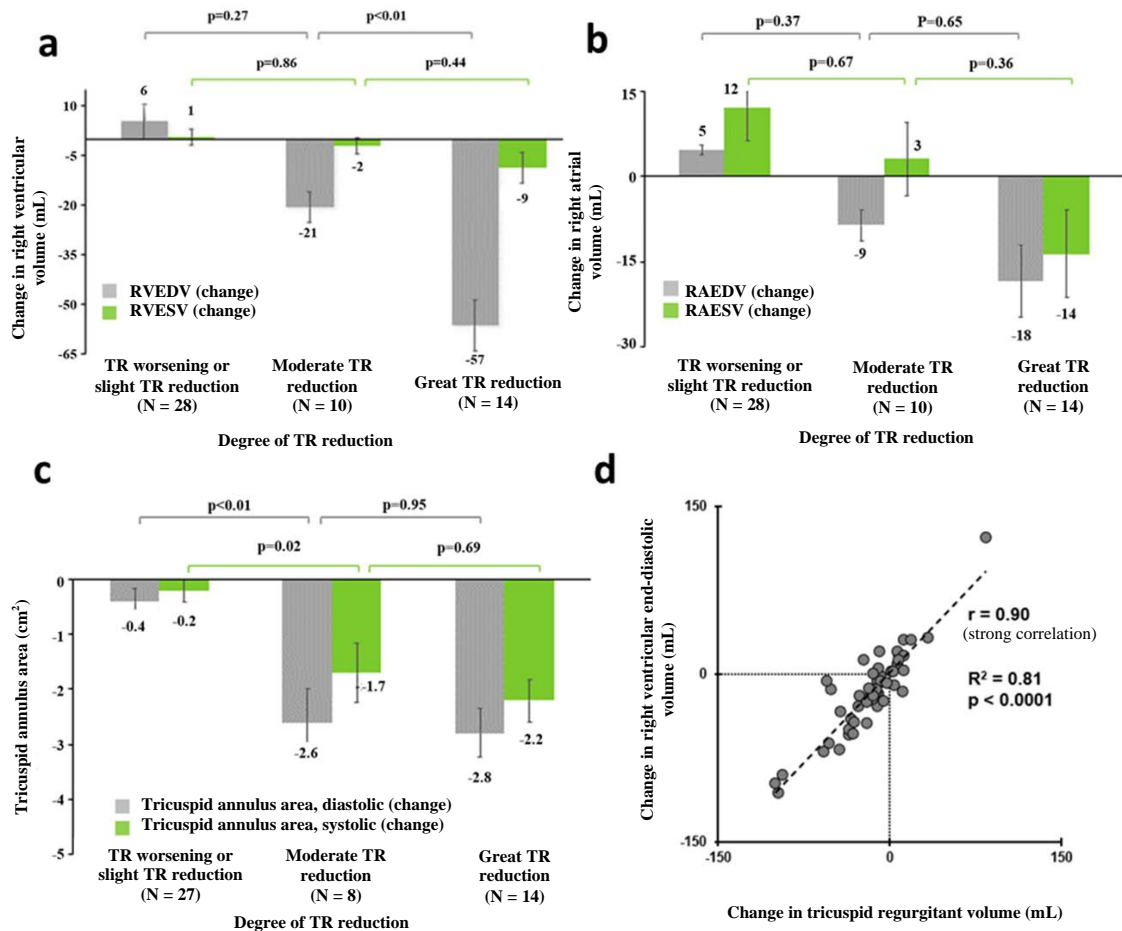 a
p=0.27
p<0.01
p=0.86
p=0.44
Change in right ventricular
volume (mL)
10
-5
-20
-35
-50
-65
6
1
-21
-2
-57
-9
RVEDV (change)
RVESV (change)
TR worsening or
slight TR reduction
(N = 28)
Moderate TR
reduction
(N = 10)
Great TR reduction
(N = 14)
Degree of TR reduction
b
p=0.37
P=0.65
p=0.67
p=0.36
Change in right atrial
volume (mL)
15
0
-15
-30
5
12
-9
3
-18
-14
RAEDV (change)
RAESV (change)
TR worsening or
slight TR reduction
(N = 28)
Moderate TR
reduction
(N = 10)
Great TR
reduction
(N = 14)
Degree of TR reduction
c
p<0.01
p=0.95
p=0.02
p=0.69
Tricuspid annulus area (cm²)
0
-1
-2
-3
-4
-5
-0.4
-0.2
-2.6
-1.7
-2.8
-2.2
Tricuspid annulus area, diastolic (change)
Tricuspid annulus area, systolic (change)
TR worsening or
slight TR reduction
(N = 27)
Moderate TR
reduction
(N = 8)
Great TR
reduction
(N = 14)
Degree of TR reduction
d
Change in right ventricular end-diastolic
volume (mL)
150
0
-150
r = 0.90
(strong correlation)
R² = 0.81
p < 0.0001
-150
0
150
Change in tricuspid regurgitant volume (mL)